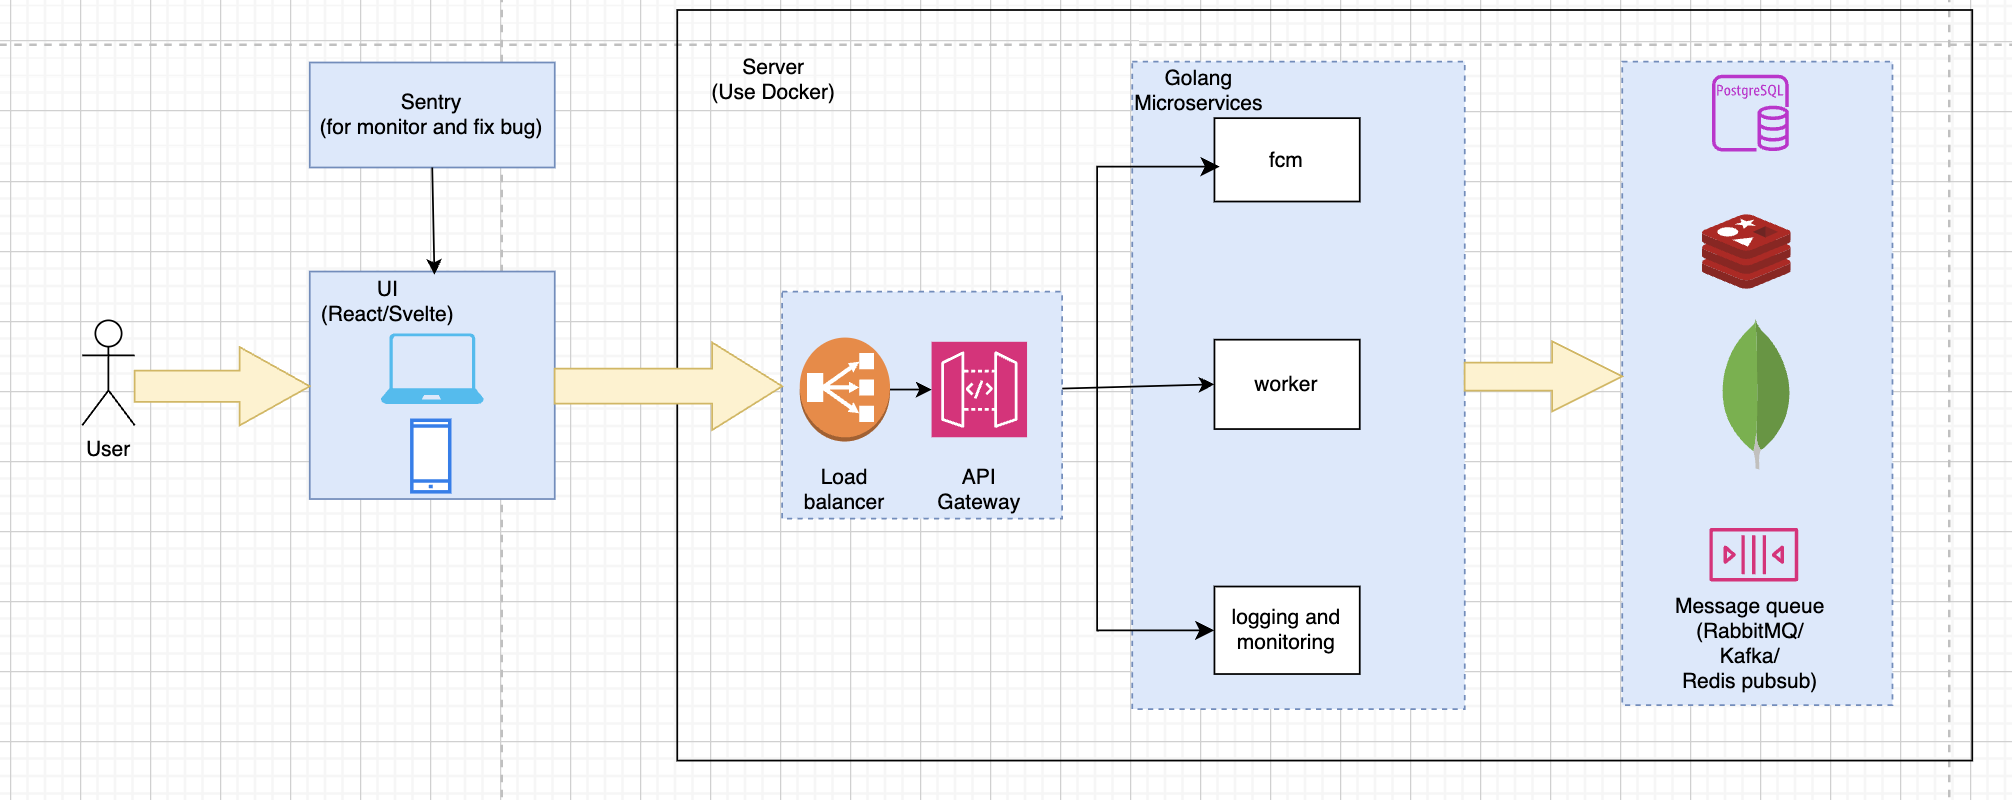 Sentry
(for monitor and fix bug)
UI
(React/Svelte)
User
Server
(Use Docker)
Load
balancer
API
Gateway
</>
Golang
Microservices
fcm
worker
logging and
monitoring
PostgreSQL
Message queue
(RabbitMQ/
Kafka/
Redis pubsub)